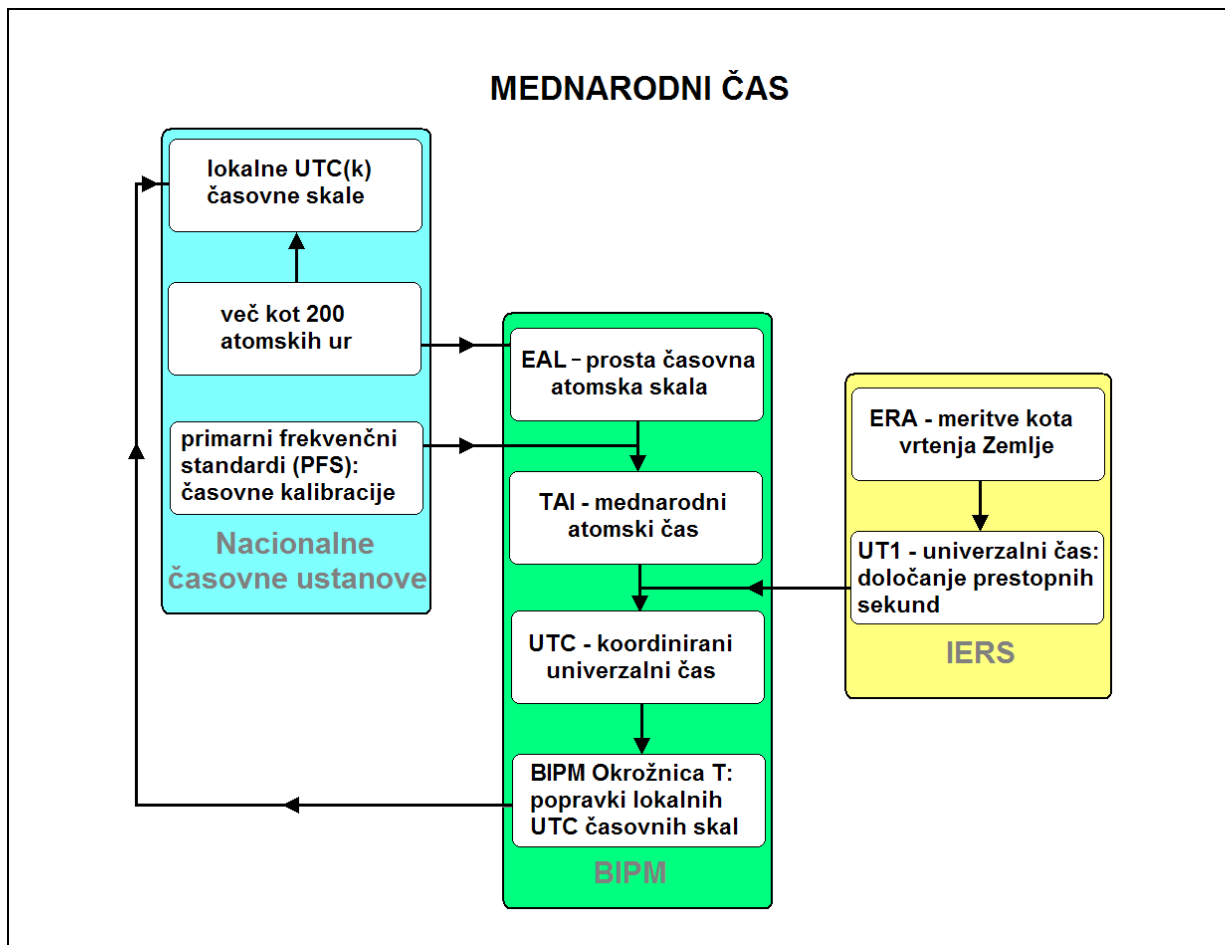 MEDNARODNI ČAS
lokalne UTC(k)
časovne skale
več kot 200
atomskih ur
primarni frekvenčni
standardi (PFS):
časovne kalibracije
Nacionalne
časovne ustanove
EAL - prosta časovna
atomska skala
TAI - mednarodni
atomski čas
UTC - koordinirani
univerzalni čas
BIPM Okrožnica T:
popravki lokalnih
UTC časovnih skal
BIPM
ERA - meritve kota
vrtenja Zemlje
UT1 - univerzalni čas:
določanje prestopnih
sekund
IERS